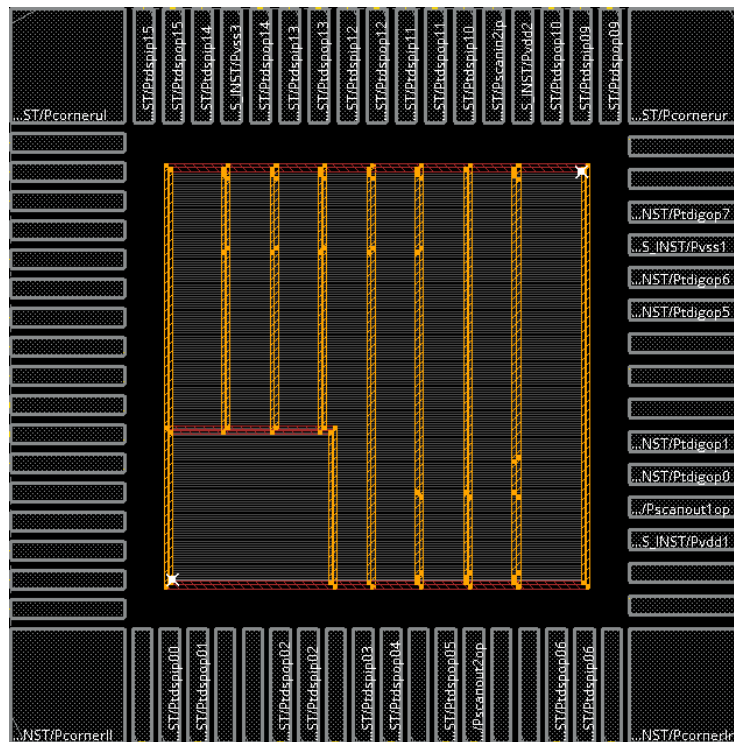 ...ST/Ptdspip15
...ST/Ptdspop15
...ST/Ptdspip14
...S_INST/Pvss3
...ST/Ptdspop14
...ST/Ptdspip13
...ST/Ptdspop13
...ST/Ptdspip12
...ST/Ptdspop12
...ST/Ptdspip11
...ST/Ptdspop11
...ST/Ptdspip10
.../Pscanin2ip
...S_INST/Pvdd2
...ST/Ptdspop10
...ST/Ptdspip09
...ST/Ptdspop09
...ST/Pcornerul
...ST/Pcornerur
...NST/Ptdigop7
...S_INST/Pvss1
...NST/Ptdigop6
...NST/Ptdigop5
...NST/Ptdigop1
...NST/Ptdigop0
.../Pscanout1op
...S_INST/Pvdd1
...ST/Ptdspip00
...ST/Ptdspop01
...ST/Ptdspop02
...ST/Ptdspip02
...ST/Ptdspip03
...ST/Ptdspop04
...ST/Ptdspop05
.../Pscanout2op
...ST/Ptdspop06
...ST/Ptdspip06
...NST/Pcornerll
...NST/Pcornerlr